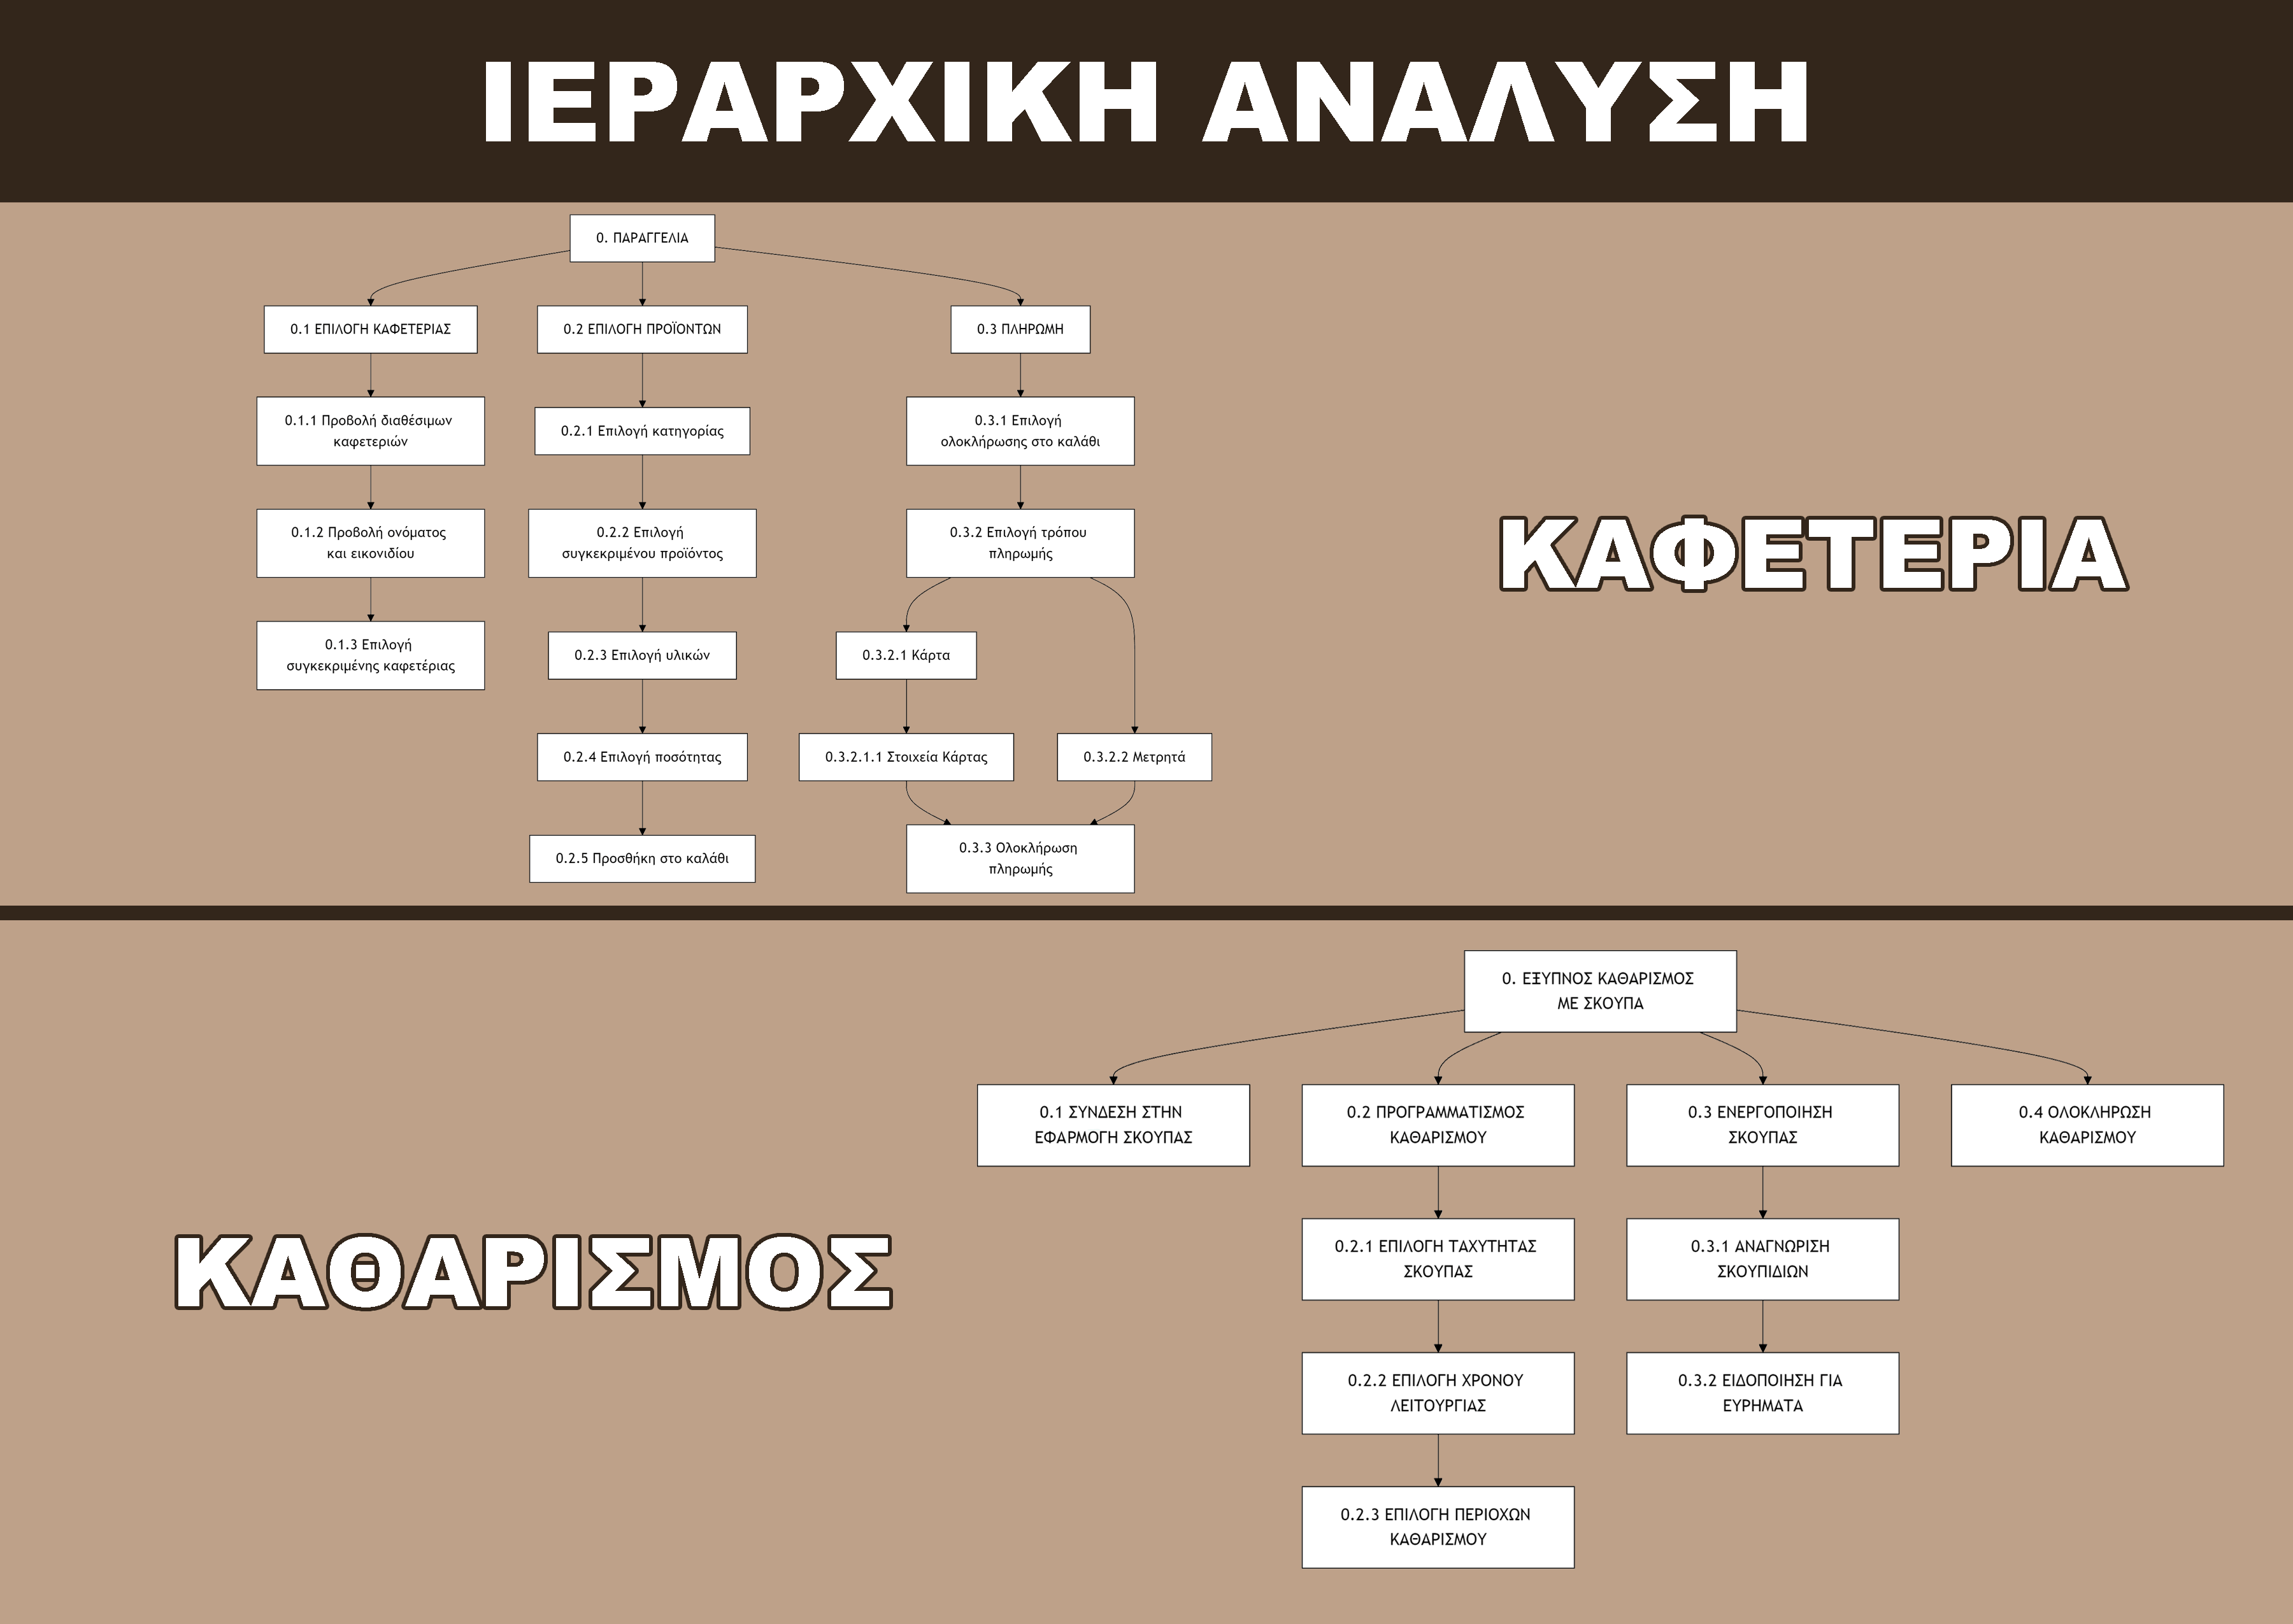 ΙΕΡΑΡΧΙΚΗ ΑΝΑΛΥΣΗ
0. ΠΑΡΑΓΓΕΛΙΑ
0.1 ΕΠΙΛΟΓΗ ΚΑΦΕΤΕΡΙΑΣ
0.1.1 Προβολή διαθέσιμων
καφετεριών
0.1.2 Προβολή ονόματος
και εικονιδίου
0.1.3 Επιλογή
συγκεκριμένης καφετέριας
0.2 ΕΠΙΛΟΓΗ ΠΡΟΪΟΝΤΩΝ
0.2.1 Επιλογή κατηγορίας
0.2.2 Επιλογή
συγκεκριμένου προϊόντος
0.2.3 Επιλογή υλικών
0.2.4 Επιλογή ποσότητας
0.2.5 Προσθήκη στο καλάθι
0.3 ΠΛΗΡΩΜΗ
0.3.1 Επιλογή
ολοκλήρωσης στο καλάθι
0.3.2 Επιλογή τρόπου
πληρωμής
0.3.2.1 Κάρτα
0.3.2.1.1 Στοιχεία Κάρτας
0.3.2.2 Μετρητά
0.3.3 Ολοκλήρωση
πληρωμής
ΚΑΦΕΤΕΡΙΑ
ΚΑΘΑΡΙΣΜΟΣ
0. ΕΞΥΠΝΟΣ ΚΑΘΑΡΙΣΜΟΣ
ΜΕ ΣΚΟΥΠΑ
0.1 ΣΥΝΔΕΣΗ ΣΤΗΝ
ΕΦΑΡΜΟΓΗ ΣΚΟΥΠΑΣ
0.2 ΠΡΟΓΡΑΜΜΑΤΙΣΜΟΣ
ΚΑΘΑΡΙΣΜΟΥ
0.2.1 ΕΠΙΛΟΓΗ ΤΑΧΥΤΗΤΑΣ
ΣΚΟΥΠΑΣ
0.2.2 ΕΠΙΛΟΓΗ ΧΡΟΝΟΥ
ΛΕΙΤΟΥΡΓΙΑΣ
0.2.3 ΕΠΙΛΟΓΗ ΠΕΡΙΟΧΩΝ
ΚΑΘΑΡΙΣΜΟΥ
0.3 ΕΝΕΡΓΟΠΟΙΗΣΗ
ΣΚΟΥΠΑΣ
0.3.1 ΑΝΑΓΝΩΡΙΣΗ
ΣΚΟΥΠΙΔΙΩΝ
0.3.2 ΕΙΔΟΠΟΙΗΣΗ ΓΙΑ
ΕΥΡΗΜΑΤΑ
0.4 ΟΛΟΚΛΗΡΩΣΗ
ΚΑΘΑΡΙΣΜΟΥ